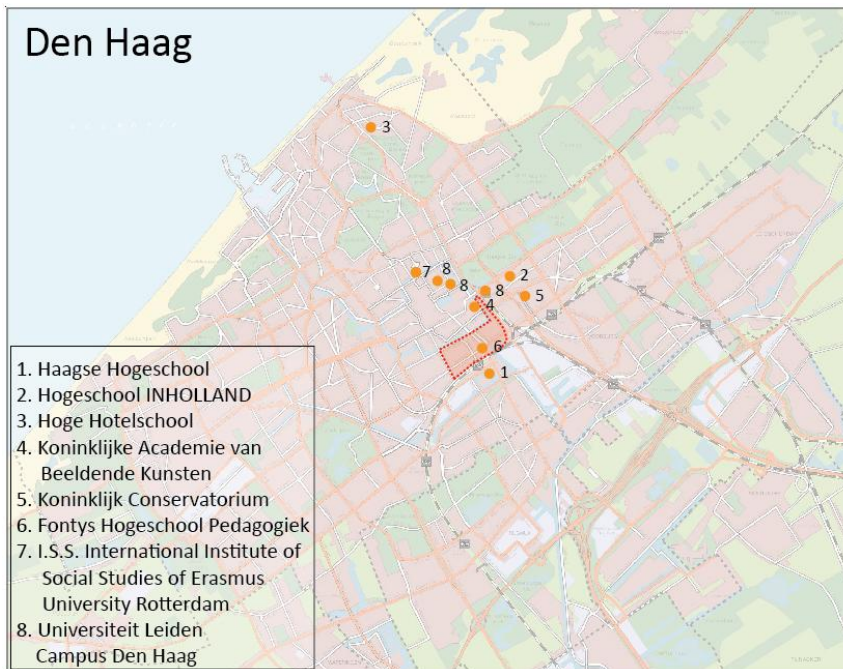 Den Haag
3
7
8
8
8
2
5
4
6
1
1. Haagse Hogeschool
2. Hogeschool INHOLLAND
3. Hoge Hotelschool
4. Koninklijke Academie van
Beeldende Kunsten
5. Koninklijk Conservatorium
6. Fontys Hogeschool Pedagogiek
7. I.S.S. International Institute of
Social Studies of Erasmus
University Rotterdam
8. Universiteit Leiden
Campus Den Haag